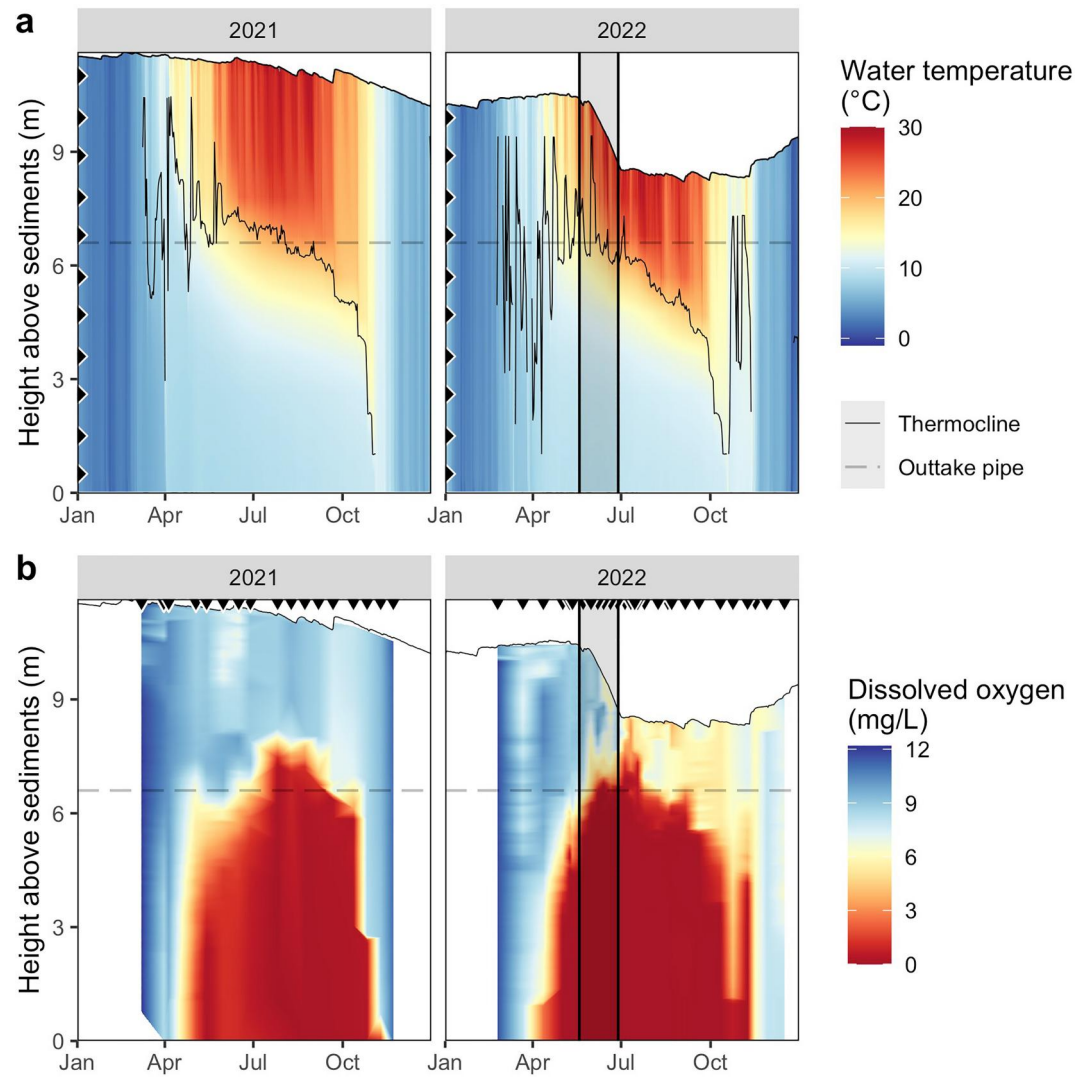 a
2021
2022
Height above sediments (m)
9
6
3
0
Jan
Apr
Jul
Oct
Jan
Apr
Jul
Oct
Water temperature
(°C)
30
20
10
0
Thermocline
Outtake pipe
b
2021
2022
Height above sediments (m)
9
6
3
0
Jan
Apr
Jul
Oct
Jan
Apr
Jul
Oct
Dissolved oxygen
(mg/L)
12
9
6
3
0